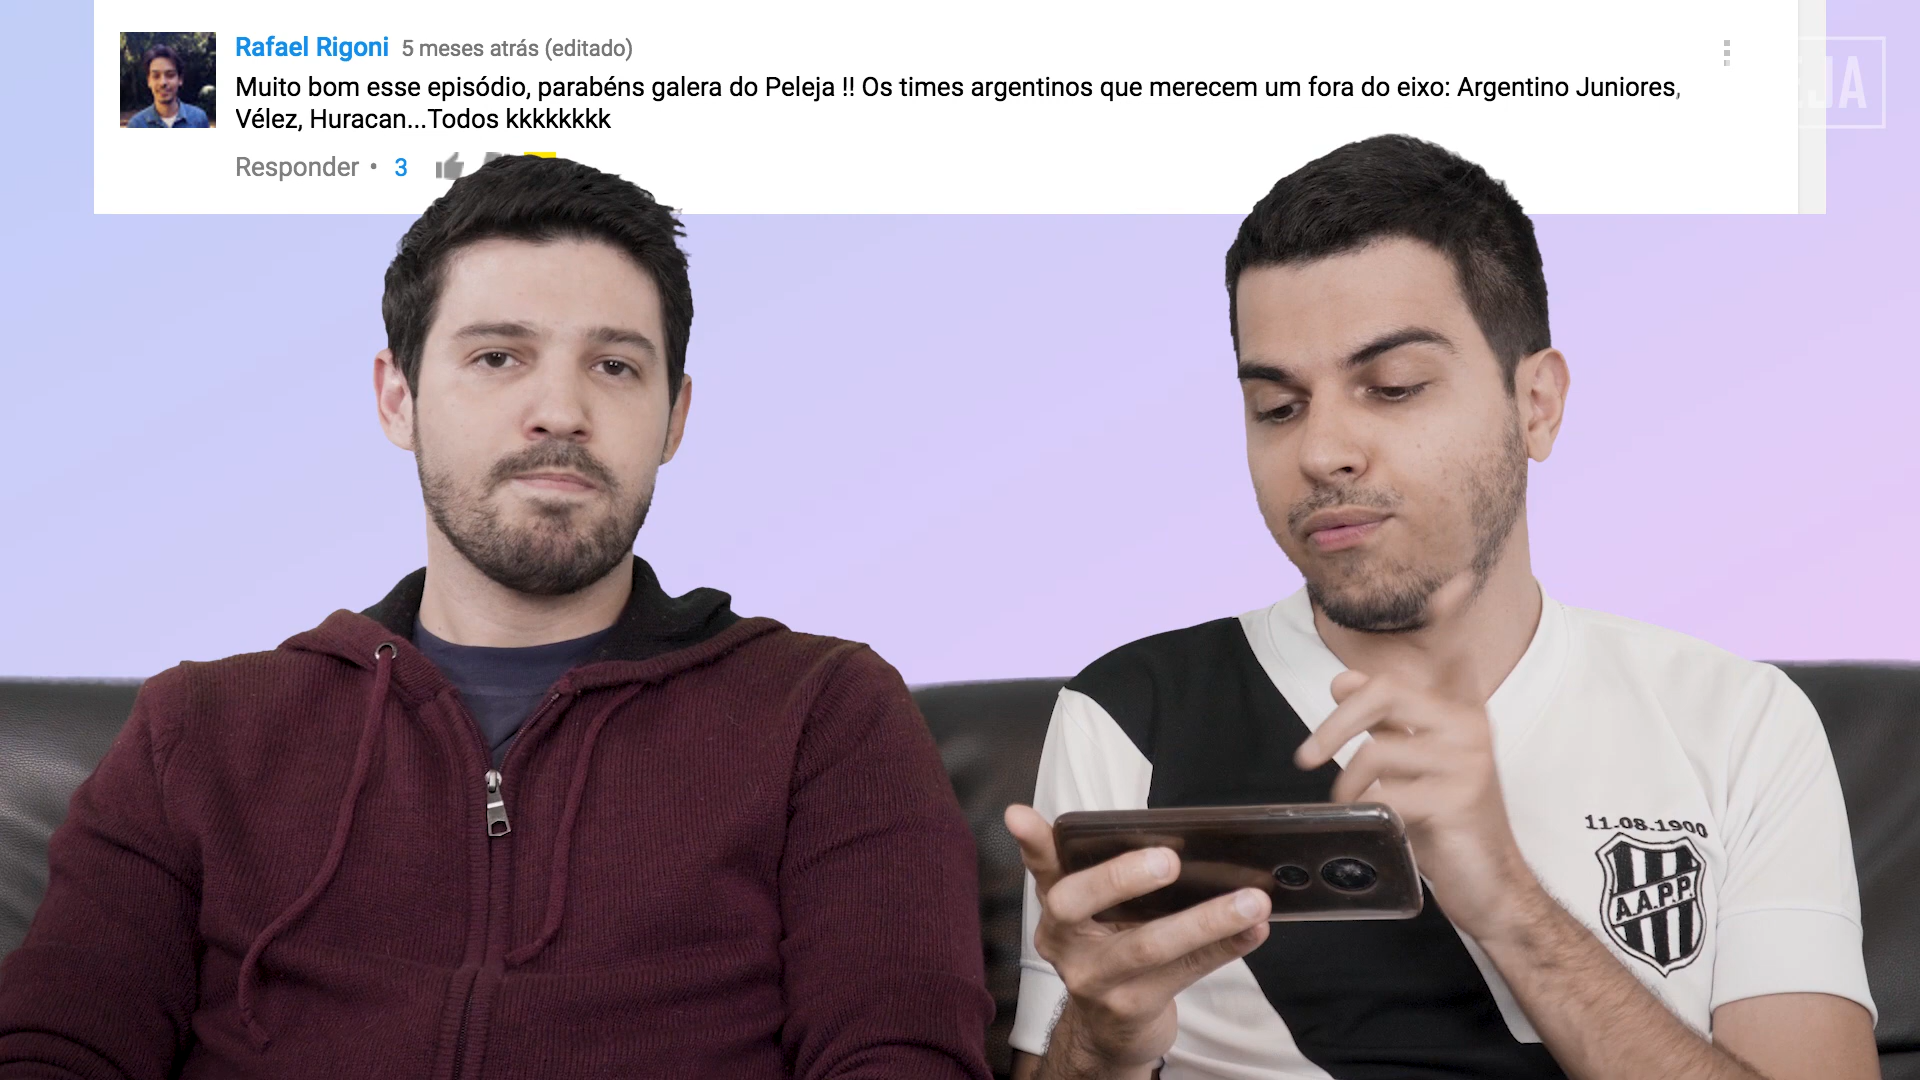 Rafael Rigoni 5 meses atrás (editado)
Muito bom esse episódio, parabéns galera do Peleja !! Os times argentinos que merecem um fora do eixo: Argentino Juniores,
Vélez, Huracan...Todos kkkkkkkk
Responder • 3
EJA
11.08.1900
A.A.P.P.